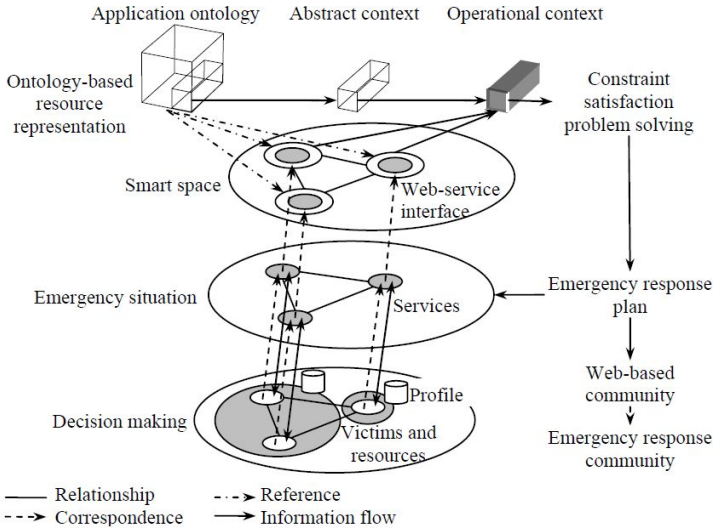 Application ontology
Abstract context
Operational context
Ontology-based
resource
representation
Constraint
satisfaction
problem solving
Smart space
Web-service
interface
Emergency situation
Services
Emergency response
plan
Web-based
community
Profile
Decision making
Victims and
resources
Emergency response
community
Relationship
Reference
Correspondence
Information flow